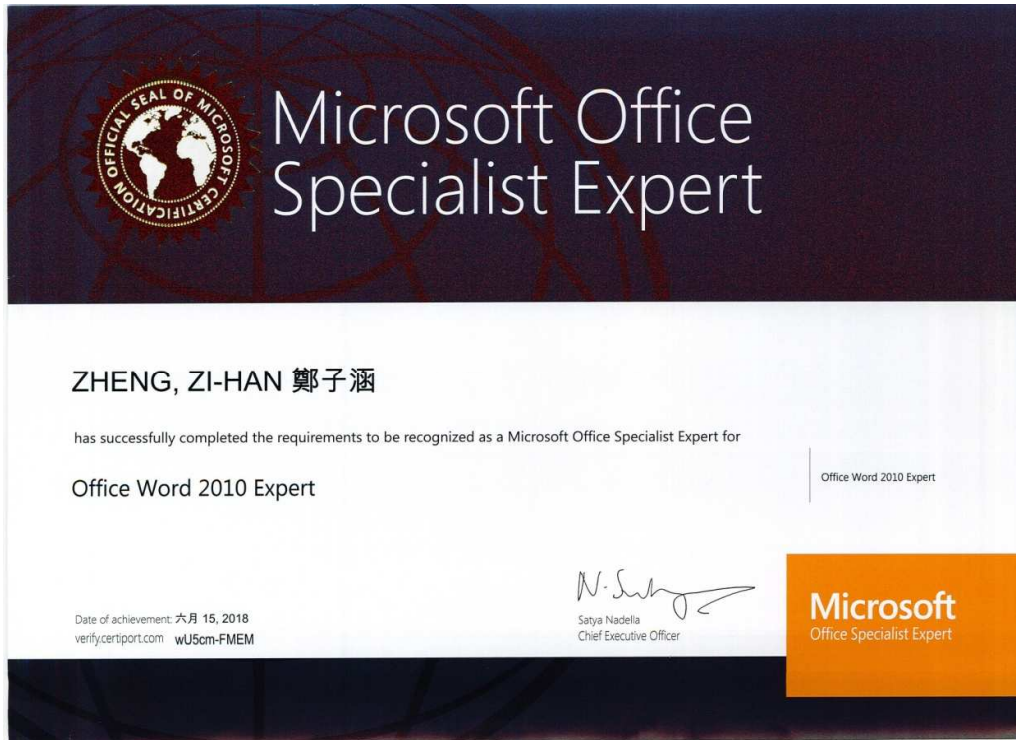 OFFICIAL SEAL OF MICROSOFT CERTIFICATION
Microsoft Office
Specialist Expert
ZHENG, ZI-HAN 鄭子涵
has successfully completed the requirements to be recognized as a Microsoft Office Specialist Expert for
Office Word 2010 Expert
Office Word 2010 Expert
Date of achievement: 六月 15, 2018
verify.certiport.com wU5cm-FMEM
Satya Nadella
Chief Executive Officer
Microsoft
Office Specialist Expert